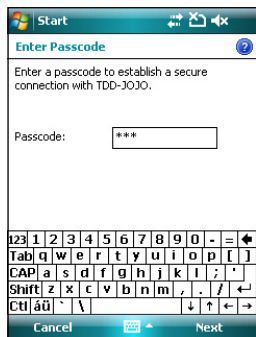 Start
Enter Passcode
?
Enter a passcode to establish a secure
connection with TDD-JOJO.
Passcode: ***
123 1 2 3 4 5 6 7 8 9 0 - =
Tab q w e r t y u i o p [ ]
CAP a s d f g h j k l ; '
Shift z x c v b n m , . /
Ctl áü ` \ ↓ ↑ ← →
Cancel Next